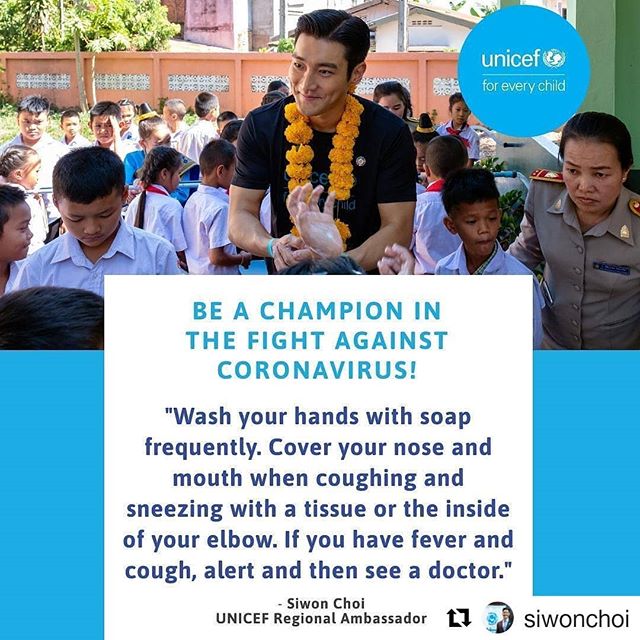 unicef
for every child
BE A CHAMPION IN
THE FIGHT AGAINST
CORONAVIRUS!
"Wash your hands with soap
frequently. Cover your nose and
mouth when coughing and
sneezing with a tissue or the inside
of your elbow. If you have fever and
cough, alert and then see a doctor."
- Siwon Choi
UNICEF Regional Ambassador
siwonchoi